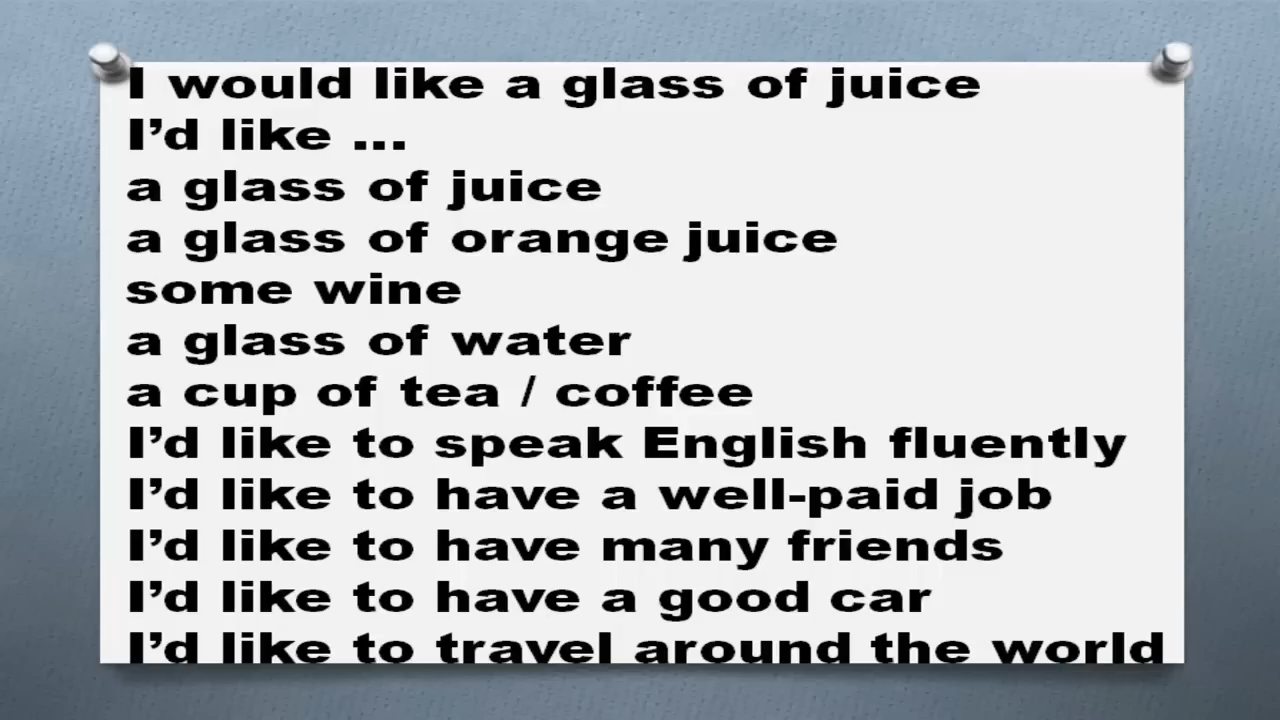 I would like a glass of juice
I’d like ...
a glass of juice
a glass of orange juice
some wine
a glass of water
a cup of tea / coffee
I’d like to speak English fluently
I’d like to have a well-paid job
I’d like to have many friends
I’d like to have a good car
I’d like to travel around the world